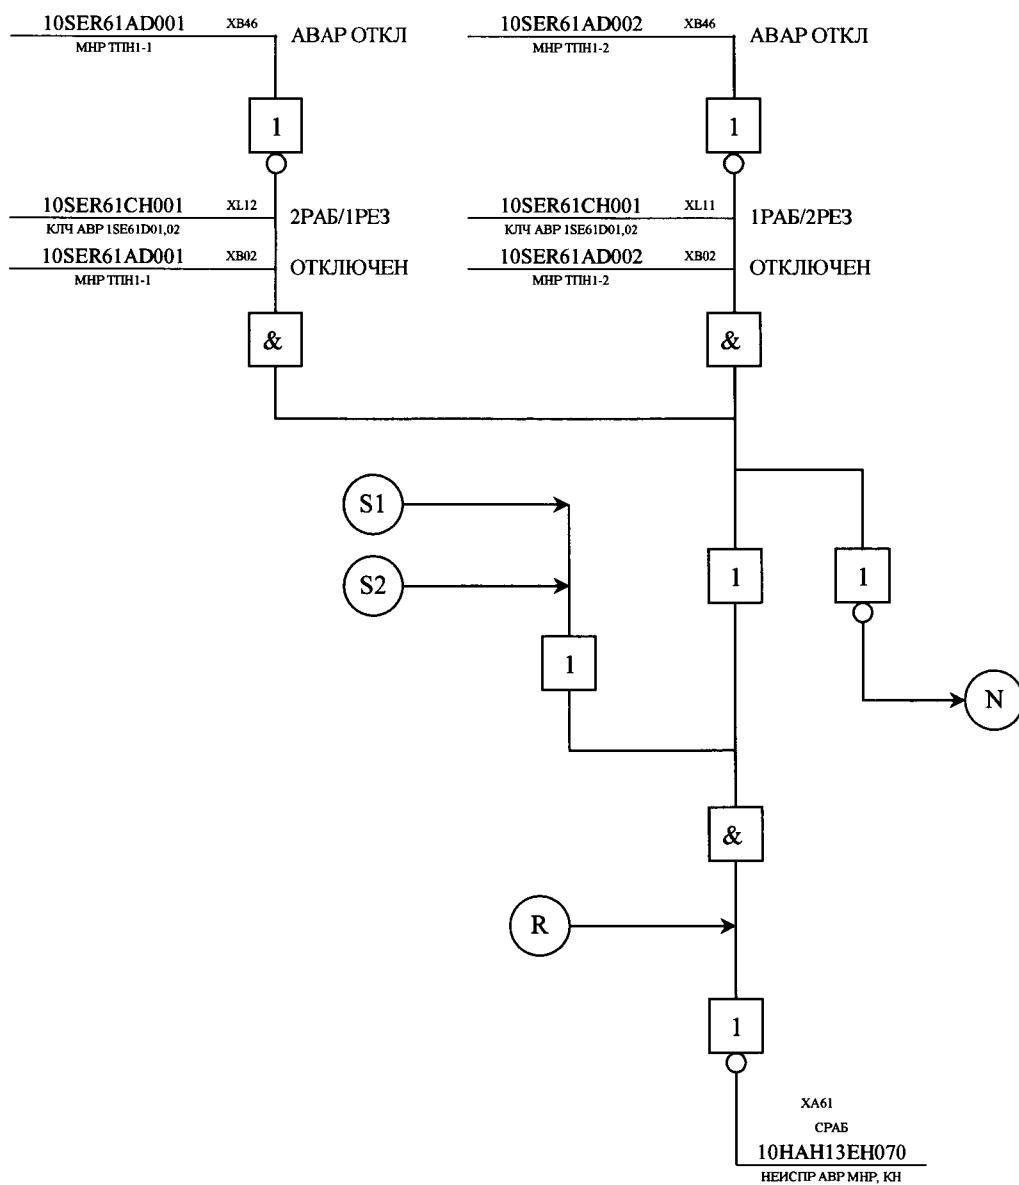 10SER61AD001 XB46 АВАР ОТКЛ
МНР ТПН1-1
10SER61AD002 XB46 АВАР ОТКЛ
МНР ТПН1-2
1
1
10SER61CH001 XL12 2РАБ/1РЕЗ
КЛЧ АВР 1SE61D01,02
10SER61CH001 XL11 1РАБ/2РЕЗ
КЛЧ АВР 1SE61D01,02
10SER61AD001 XB02 ОТКЛЮЧЕН
МНР ТПН1-1
10SER61AD002 XB02 ОТКЛЮЧЕН
МНР ТПН1-2
&
&
S1
S2
1
1
1
N
&
R
1
XA61
СРАБ
10HAH13EH070
НЕИСПР АВР МНР, КН